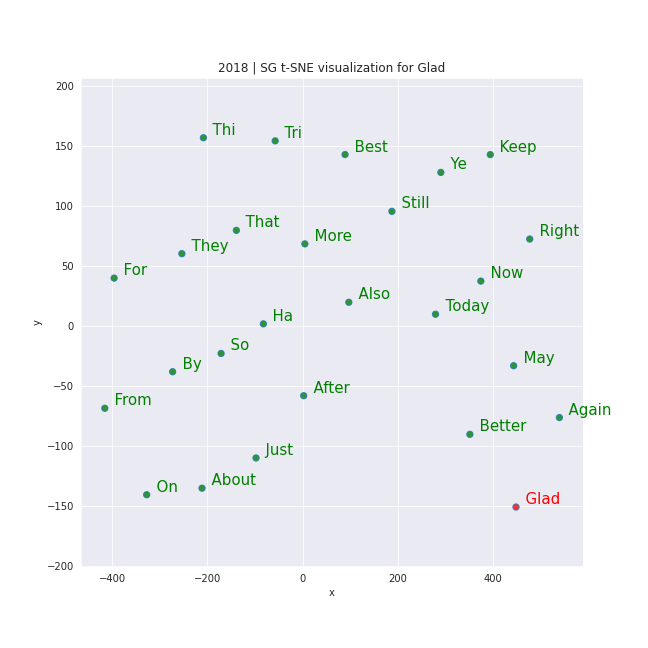 2018 | SG t-SNE visualization for Glad
200
150
100
50
0
−50
−100
−150
−200
y
Thi
Tri
Best
Keep
Ye
Still
That
More
Right
They
For
Now
Also
Today
Ha
So
By
May
After
From
Again
Better
Just
About
On
Glad
−400
−200
0
200
400
x